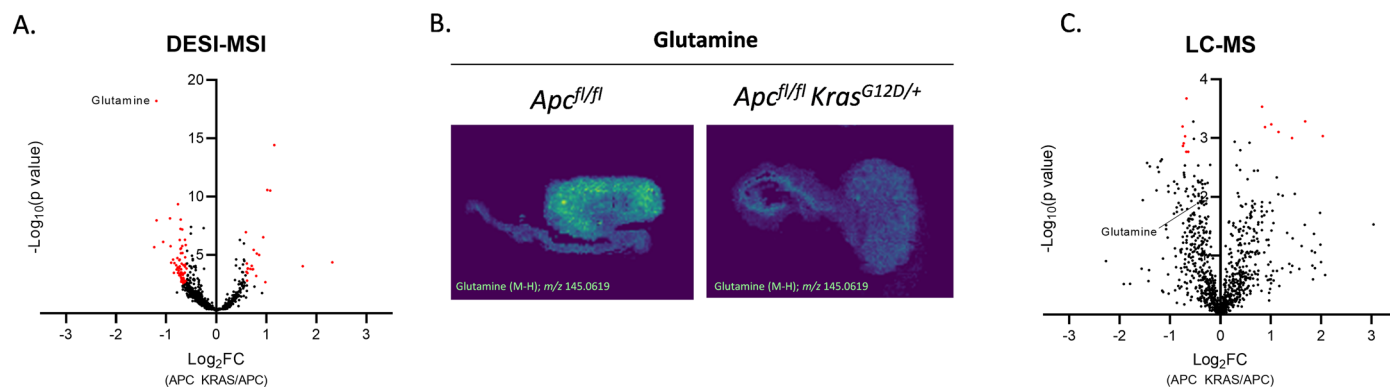 A.
DESI-MSI
20
15
10
5
Glutamine
-Log10(p value)
-3 -2 -1 0 1 2 3
Log2FC
(APC KRAS/APC)
B.
Glutamine
Apcfl/fl
Apcfl/fl KrasG12D/+
Glutamine (M-H); m/z 145.0619
Glutamine (M-H); m/z 145.0619
C.
LC-MS
4
3
2
Glutamine
-Log10(p value)
-3 -2 -1 0 1 2 3
Log2FC
(APC KRAS/APC)